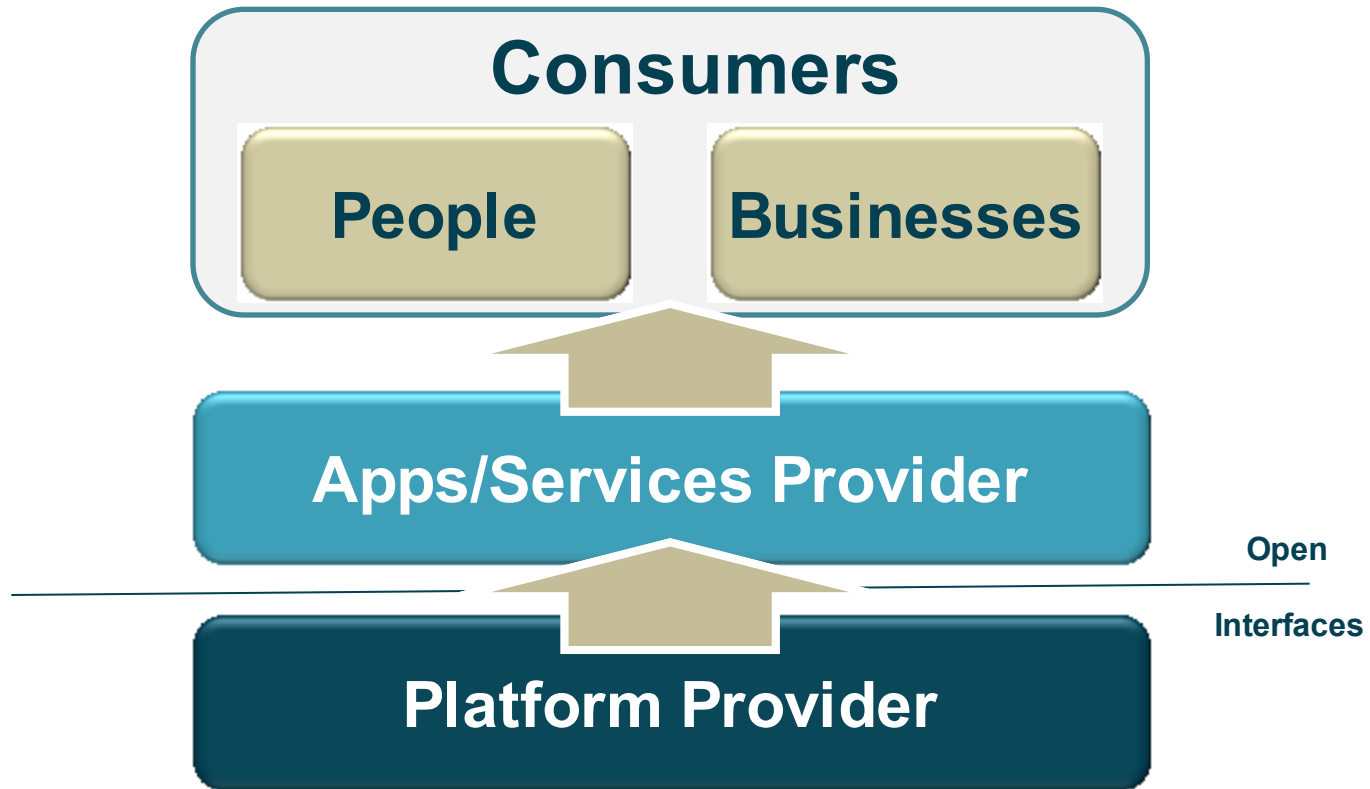 Consumers
People
Businesses
Apps/Services Provider
Open
Interfaces
Platform Provider